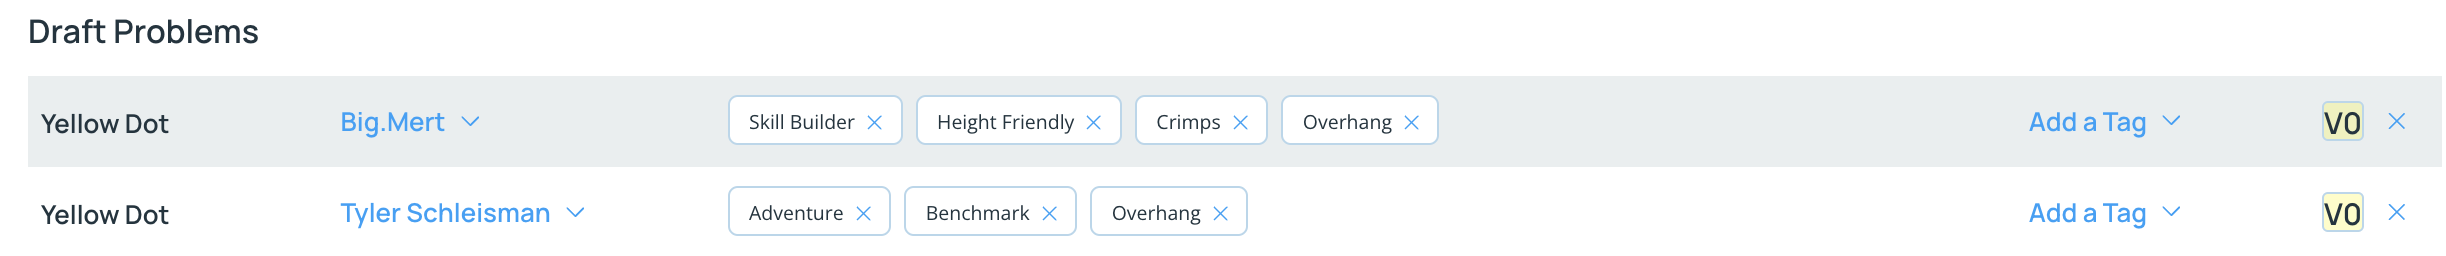 Draft Problems
Yellow Dot Big.Mert Skill Builder Height Friendly Crimps Overhang Add a Tag V0
Yellow Dot Tyler Schleisman Adventure Benchmark Overhang Add a Tag V0